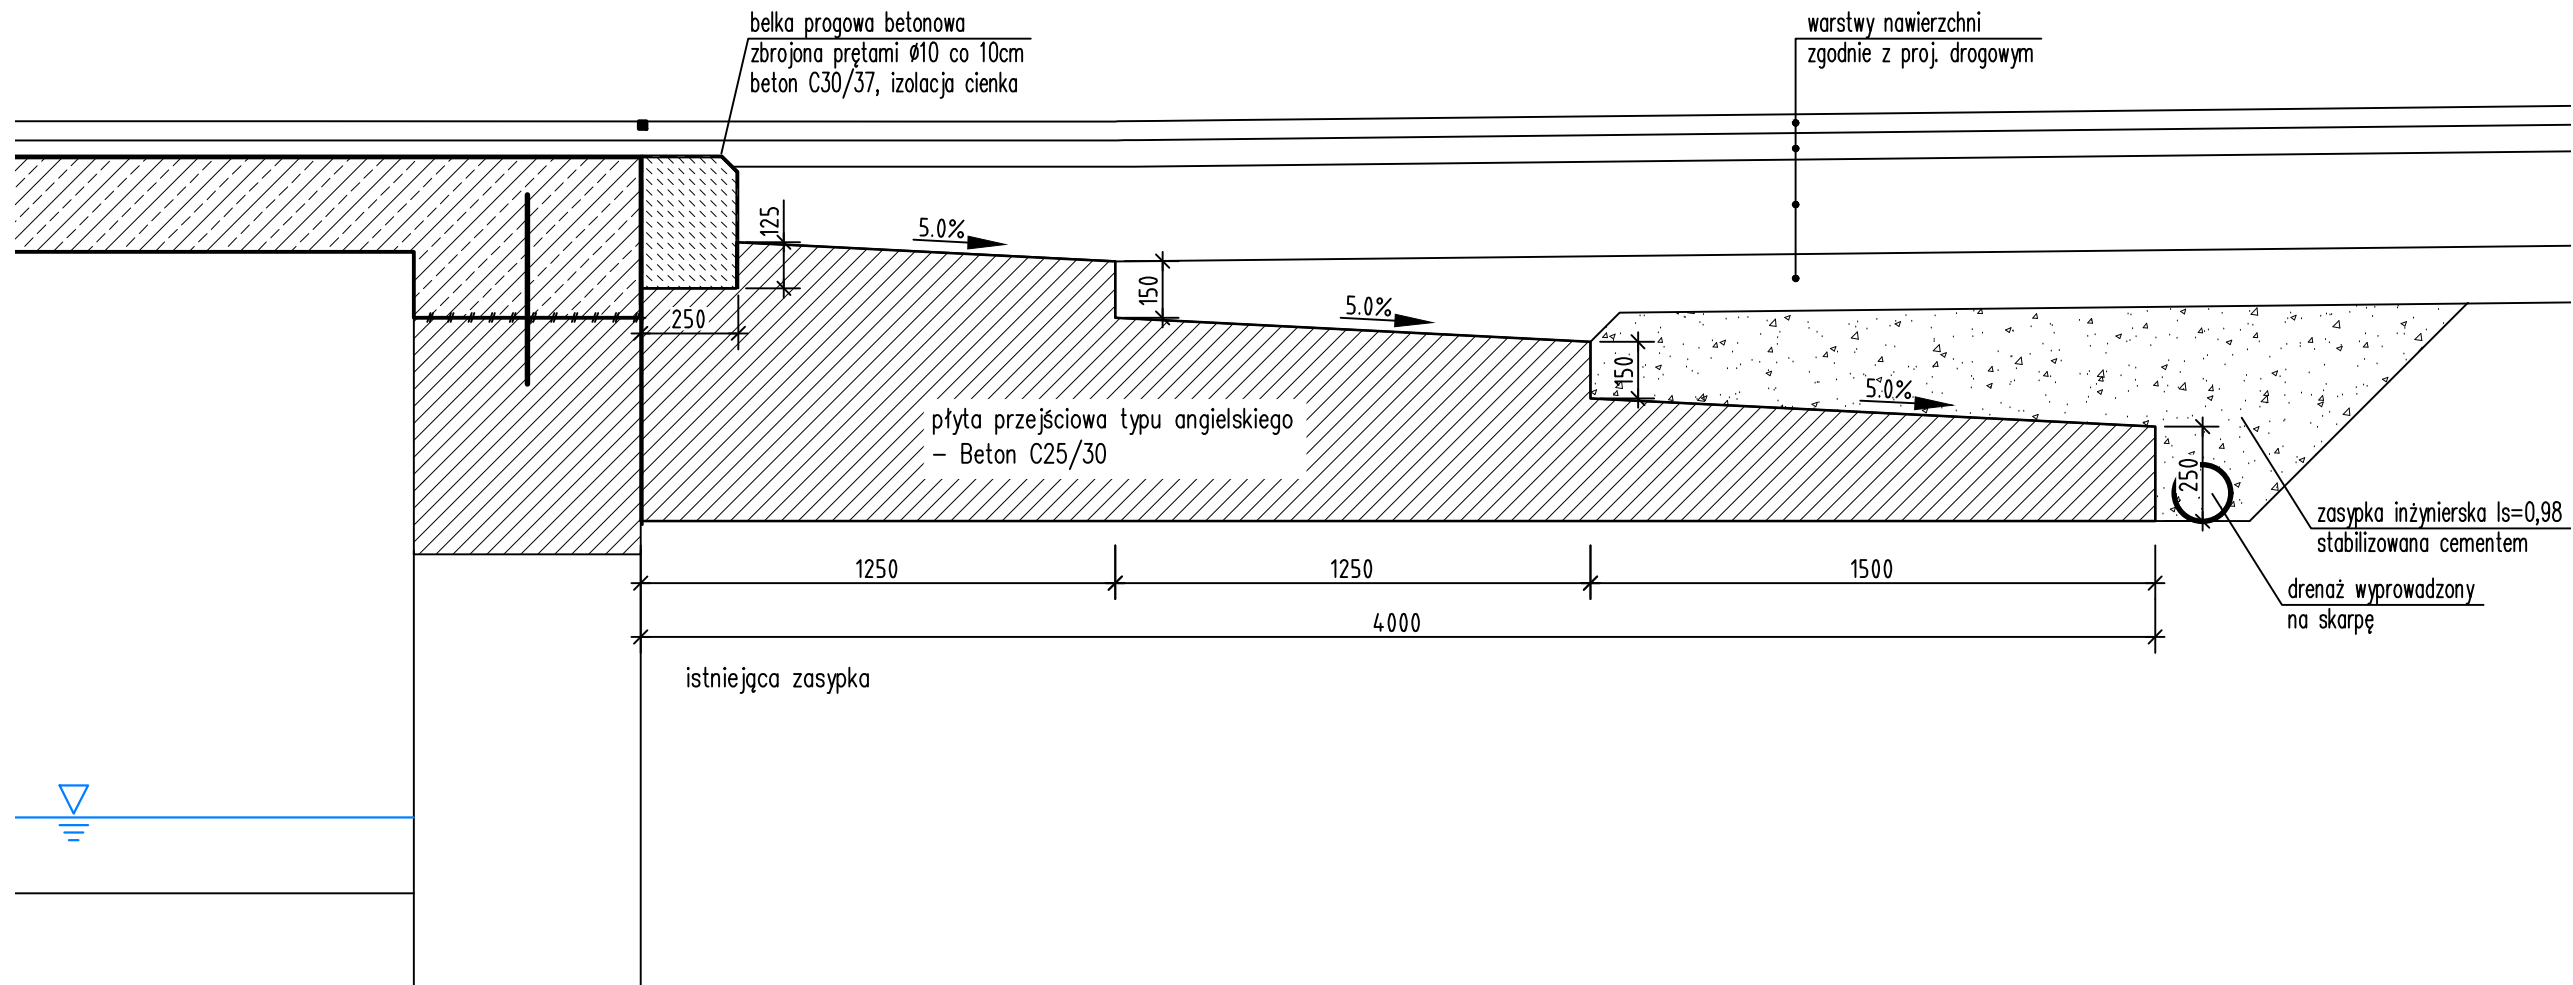 belka progowa betonowa
zbrojona prętami Ø10 co 10cm
beton C30/37, izolacja cienka
warstwy nawierzchni
zgodnie z proj. drogowym
125
5.0%
250
150
5.0%
150
5.0%
płyta przejściowa typu angielskiego
– Beton C25/30
250
zasypka inżynierska Is=0,98
stabilizowana cementem
drenaż wyprowadzony
na skarpę
1250
1250
1500
4000
istniejąca zasypka